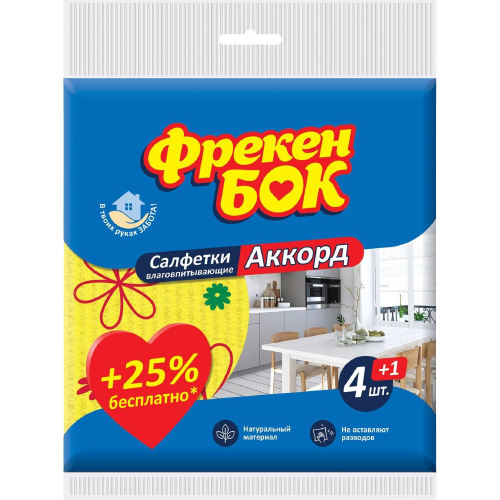 Фрекен
БОК
В твоих руках ЗАБОТА!
Салфетки
влаговпитывающие
Аккорд
+25%
бесплатно*
4 +1
шт.
Натуральный
материал
Не оставляют
разводов